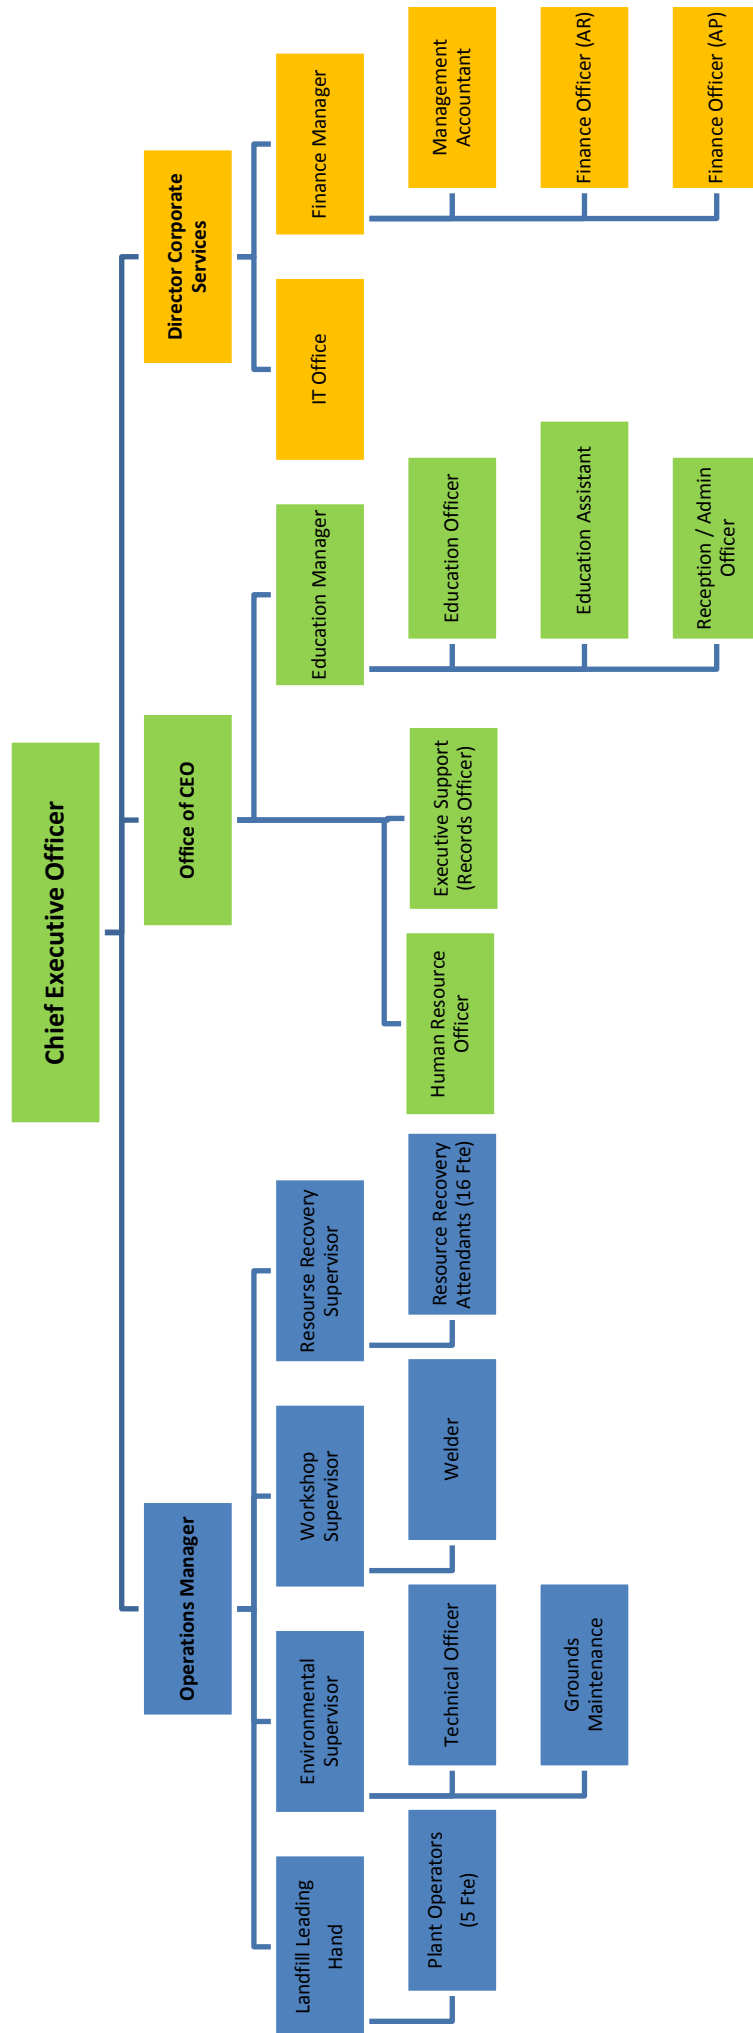 Chief Executive Officer
Operations Manager
Office of CEO
Director Corporate
Services
Landfill Leading
Hand
Environmental
Supervisor
Workshop
Supervisor
Resourse Recovery
Supervisor
Education Manager
IT Office
Finance Manager
Plant Operators
(5 Fte)
Technical Officer
Welder
Resource Recovery
Attendants (16 Fte)
Human Resource
Officer
Executive Support
(Records Officer)
Education Officer
Management
Accountant
Grounds
Maintenance
Education Assistant
Finance Officer (AR)
Reception / Admin
Officer
Finance Officer (AP)